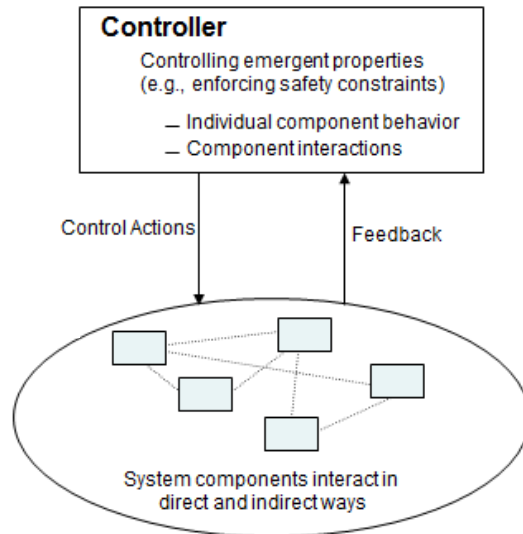 Controller
Controlling emergent properties
(e.g., enforcing safety constraints)
– Individual component behavior
– Component interactions
Control Actions
Feedback
System components interact in
direct and indirect ways